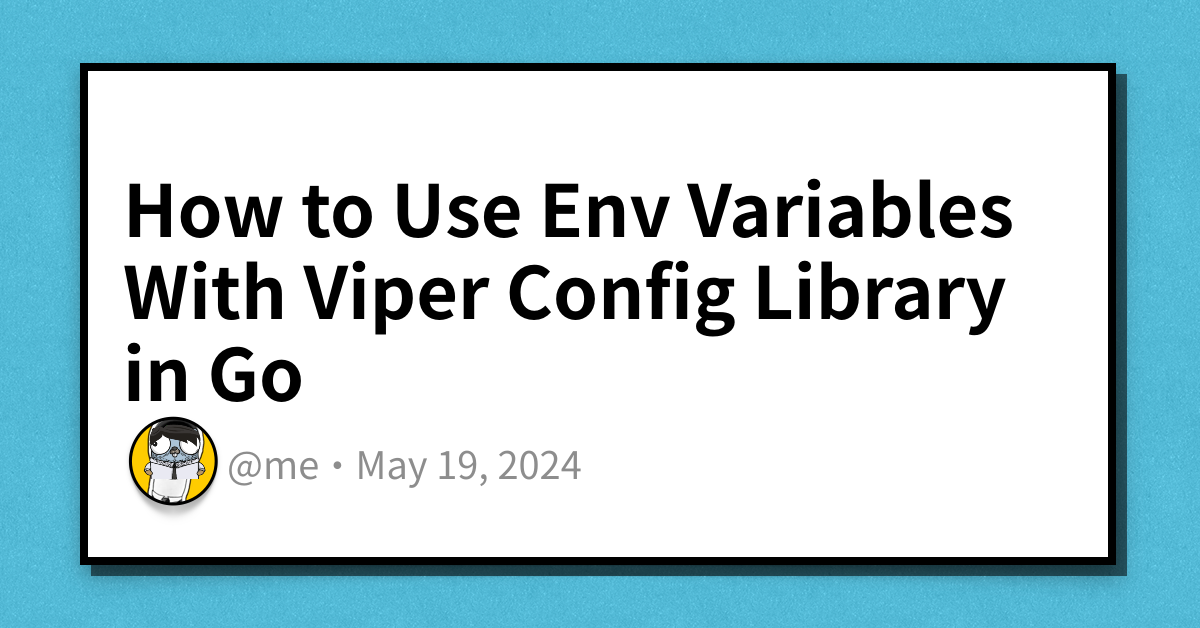 How to Use Env Variables
With Viper Config Library
in Go
@me • May 19, 2024